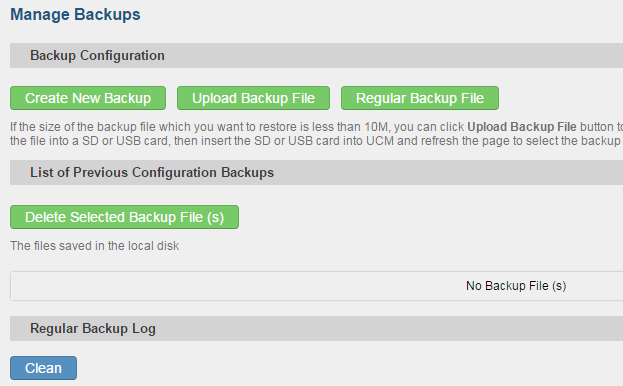 Manage Backups
Backup Configuration
Create New Backup Upload Backup File Regular Backup File
If the size of the backup file which you want to restore is less than 10M, you can click Upload Backup File button to
the file into a SD or USB card, then insert the SD or USB card into UCM and refresh the page to select the backup
List of Previous Configuration Backups
Delete Selected Backup File (s)
The files saved in the local disk
No Backup File (s)
Regular Backup Log
Clean